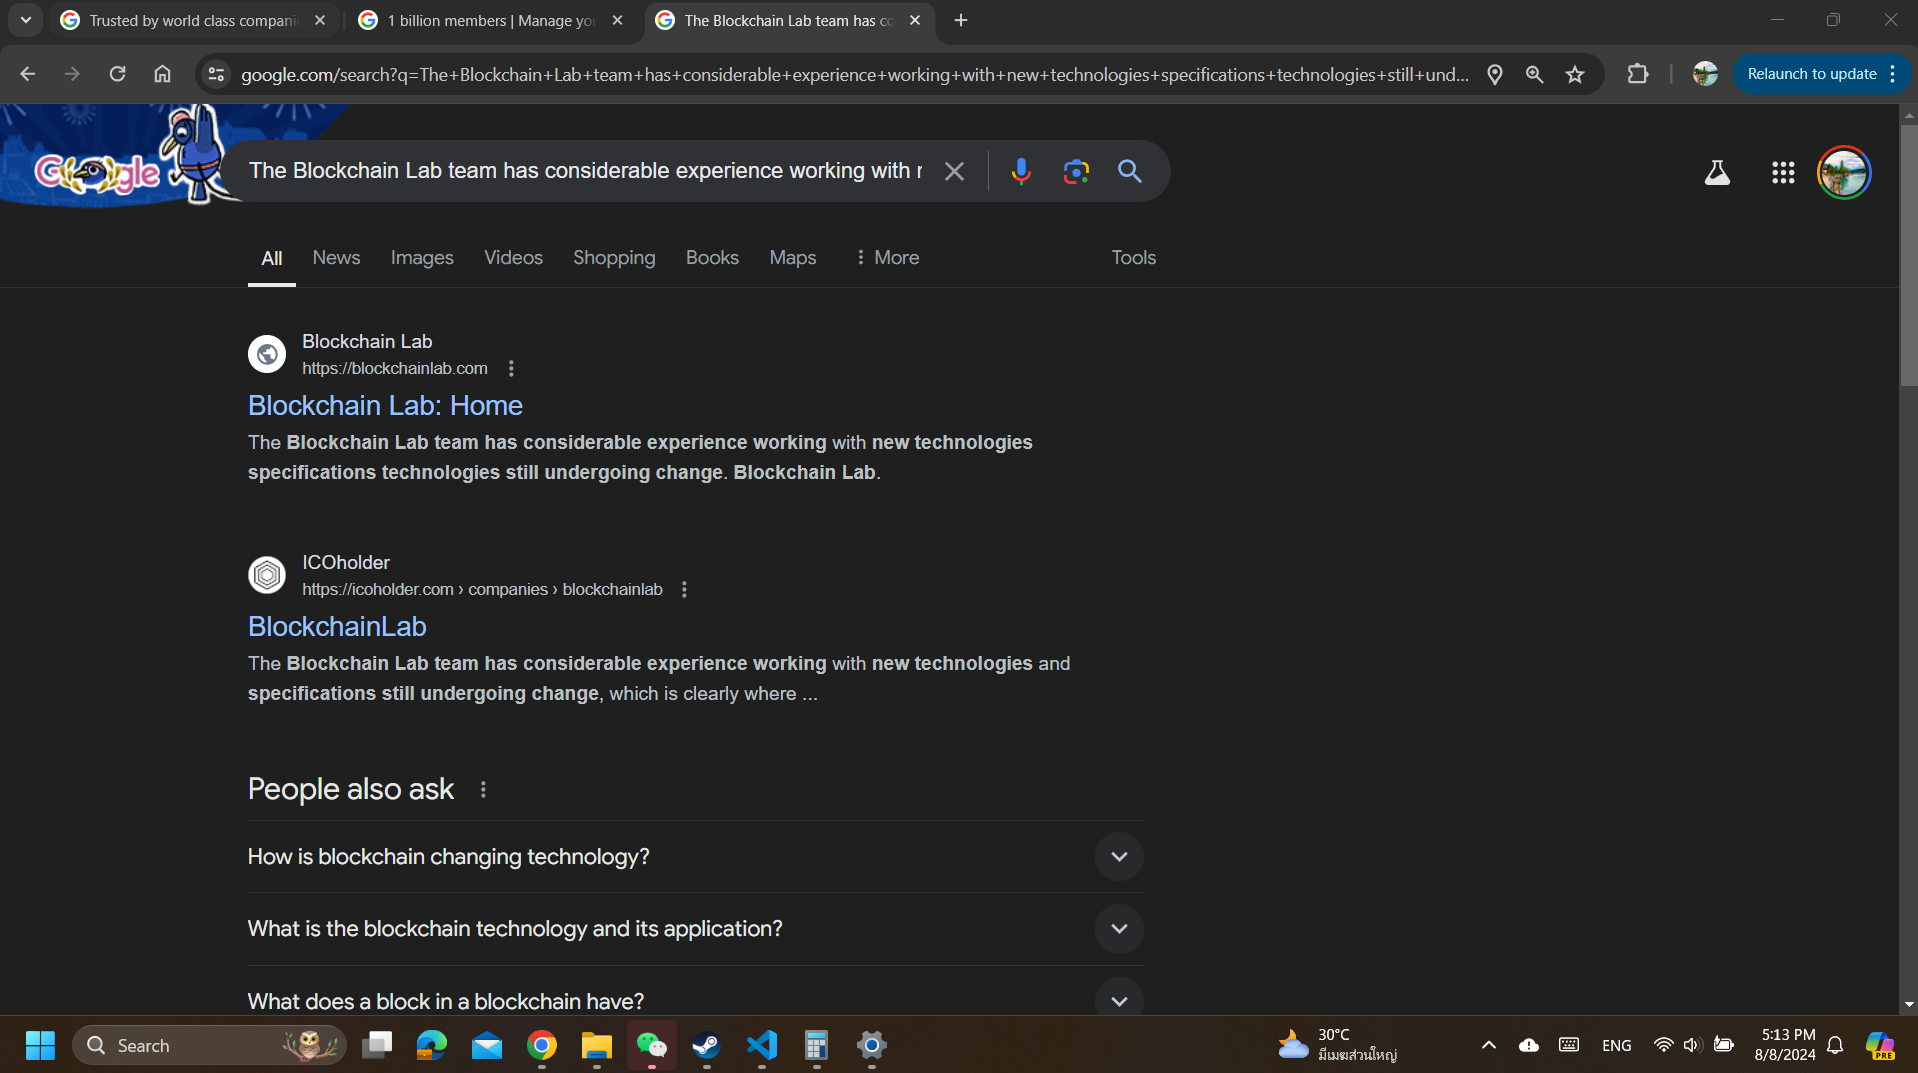 Trusted by world class compani
1 billion members | Manage yo
The Blockchain Lab team has co
google.com/search?q=The+Blockchain+Lab+team+has+considerable+experience+working+with+new+technologies+specifications+technologies+still+und...
Relaunch to update
Google
The Blockchain Lab team has considerable experience working with r
All
News
Images
Videos
Shopping
Books
Maps
More
Tools
Blockchain Lab
https://blockchainlab.com
Blockchain Lab: Home
The Blockchain Lab team has considerable experience working with new technologies
specifications technologies still undergoing change. Blockchain Lab.
ICOholder
https://icoholder.com › companies › blockchainlab
BlockchainLab
The Blockchain Lab team has considerable experience working with new technologies and
specifications still undergoing change, which is clearly where ...
People also ask
How is blockchain changing technology?
What is the blockchain technology and its application?
What does a block in a blockchain have?
Search
30°C
มีเมฆส่วนใหญ่
ENG
5:13 PM
8/8/2024
PRE